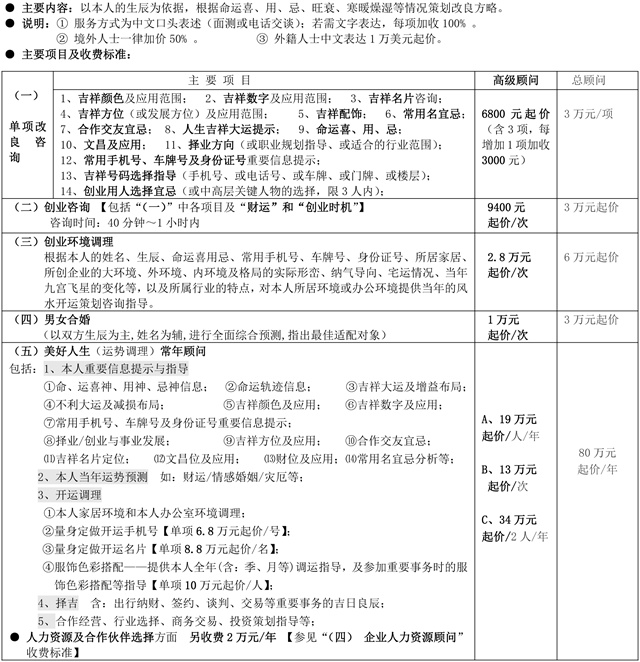 ● 主要内容：以本人的生辰为依据，根据命运喜、用、忌、旺衰、寒暖燥湿等情况策划改良方略。
● 说明：① 服务方式为中文口头表述（面测或电话交谈）；若需文字表达，每项加收100% 。
② 境外人士一律加价50% 。 ③ 外籍人士中文表达1万美元起价。
● 主要项目及收费标准：
主 要 项 目 高级顾问 总顾问
（一）
单项改良 咨询
1、吉祥颜色及应用范围； 2、吉祥数字及应用范围； 3、吉祥名片咨询；
4、吉祥方位（或发展方位）及应用范围； 5、吉祥配饰； 6、常用名宜忌；
7、合作交友宜忌； 8、人生吉祥大运提示； 9、命运喜、用、忌；
10、文昌及应用； 11、择业方向（或职业规划指导、或适合的行业范围）；
12、常用手机号、车牌号及身份证号重要信息提示；
13、吉祥号码选择指导（手机号、或电话号、或车牌、或门牌、或楼层）；
14、创业用人选择宜忌（或中高层关键人物的选择，限3人内）；
6800 元起价
（含3项，每
增加1项加收
3000元）
3万元/项
（二）创业咨询 【包括“（一）”中各项目及“财运”和“创业时机”】
咨询时间：40分钟～1小时内
9400元
起价/次
3万元起价
（三）创业环境调理
根据本人的姓名、生辰、命运喜用忌、常用手机号、车牌号、身份证号、所居家居、
所创企业的大环境、外环境、内环境及格局的实际形峦、纳气导向、宅运情况、当年
九宫飞星的变化等，以及所属行业的特点，对本人所居环境或办公环境提供当年的风
水开运策划咨询指导。
2.8万元
起价/次
6万元起价
（四）男女合婚
（以双方生辰为主,姓名为辅,进行全面综合预测,指出最佳适配对象）
1万元
起价/次
3万元起价
（五）美好人生（运势调理）常年顾问
包括：1、本人重要信息提示与指导
①命、运喜神、用神、忌神信息； ②命运轨迹信息； ③吉祥大运及增益布局；
④不利大运及减损布局； ⑤吉祥颜色及应用； ⑥吉祥数字及应用；
⑦常用手机号、车牌号及身份证号重要信息提示；
⑧择业/创业与事业发展； ⑨吉祥方位及应用； ⑩合作交友宜忌；
⑾吉祥名片定位； ⑿文昌位及应用； ⒀财位及应用；⒁常用名宜忌分析等；
2、本人当年运势预测 如：财运/情感婚姻/灾厄等；
3、开运调理
①本人家居环境和本人办公室环境调理；
②量身定做开运手机号【单项6.8万元起价/号】；
③量身定做开运名片【单项8.8万元起价/名】；
④服饰色彩搭配——提供本人全年(含：季、月等)调运指导，及参加重要事务时的服
饰色彩搭配等指导【单项10万元起价/人】；
4、择吉 含：出行纳财、签约、谈判、交易等重要事务的吉日良辰；
5、合作经营、行业选择、商务交易、投资策划指导等；
● 人力资源及合作伙伴选择方面 另收费2万元/年 【参见“（四） 企业人力资源顾问”
收费标准】
A、19万元
起价/人/年
B、13万元
起价/次
C、34万元
起价/2人/年
80万元
起价/年